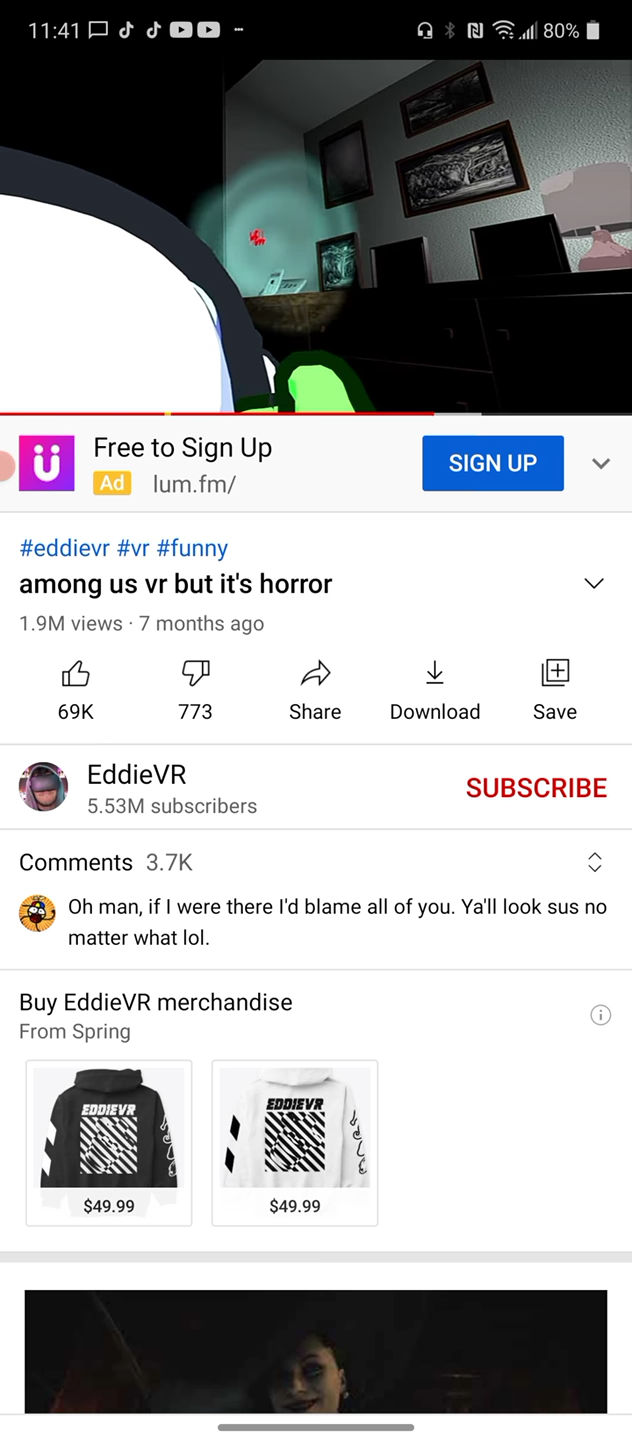 11:41
80%
Free to Sign Up
SIGN UP
Ad lum.fm/
#eddievr #vr #funny
among us vr but it's horror
1.9M views · 7 months ago
69K 773 Share Download Save
EddieVR
5.53M subscribers
SUBSCRIBE
Comments 3.7K
Oh man, if I were there I'd blame all of you. Ya'll look sus no
matter what lol.
Buy EddieVR merchandise
From Spring
EDDIEVR EDDIEVR
$49.99 $49.99